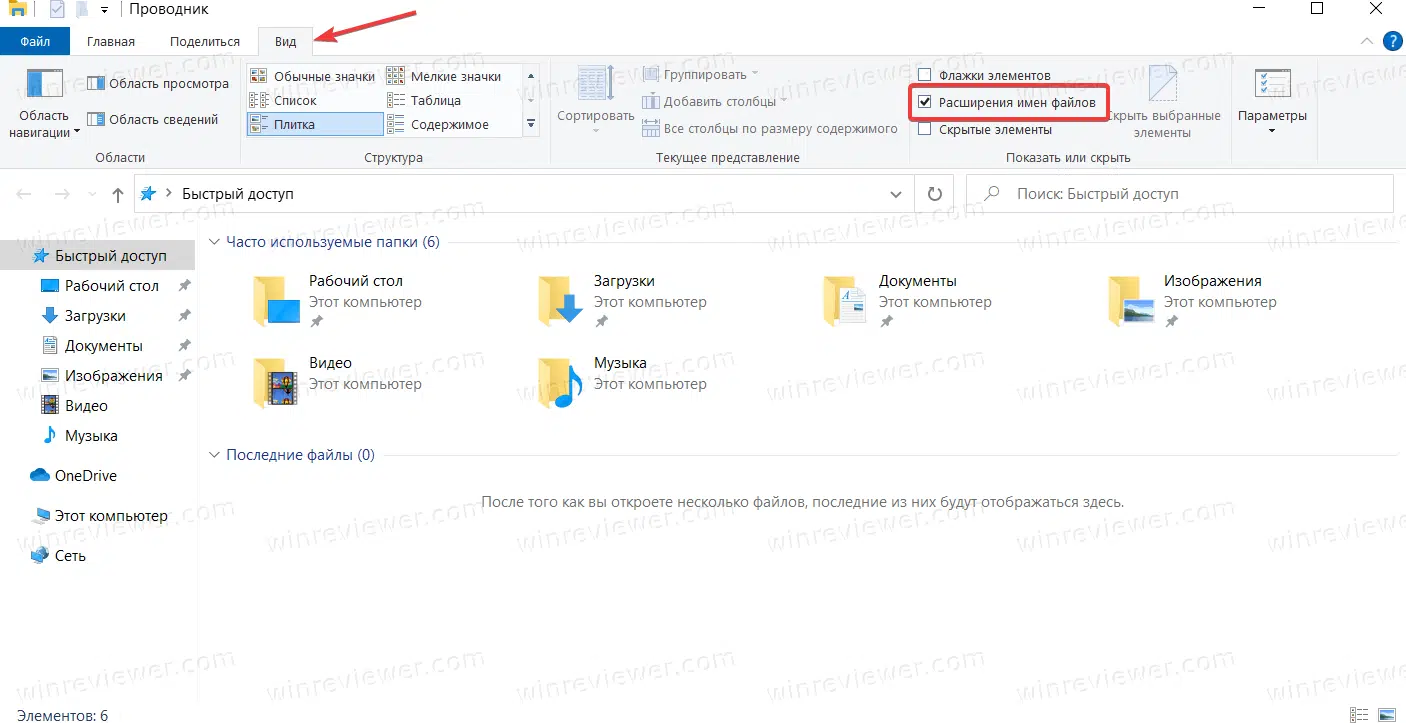 Проводник
Файл Главная Поделиться Вид
Область навигации
Область просмотра
Область сведений
Области
Обычные значки Мелкие значки
Список Таблица
Плитка Содержимое
Структура
Сортировать
Группировать
Добавить столбцы
Все столбцы по размеру содержимого
Текущее представление
Флажки элементов
Расширения имен файлов
Скрытые элементы
крыть выбранные
элементы
Показать или скрыть
Параметры
Быстрый доступ
Поиск: Быстрый доступ
Быстрый доступ
Рабочий стол
Загрузки
Документы
Изображения
Видео
Музыка
OneDrive
Этот компьютер
Сеть
Часто используемые папки (6)
Рабочий стол
Этот компьютер
Загрузки
Этот компьютер
Документы
Этот компьютер
Изображения
Этот компьютер
Видео
Этот компьютер
Музыка
Этот компьютер
Последние файлы (0)
После того как вы откроете несколько файлов, последние из них будут отображаться здесь.
Элементов: 6
winreviewer.com